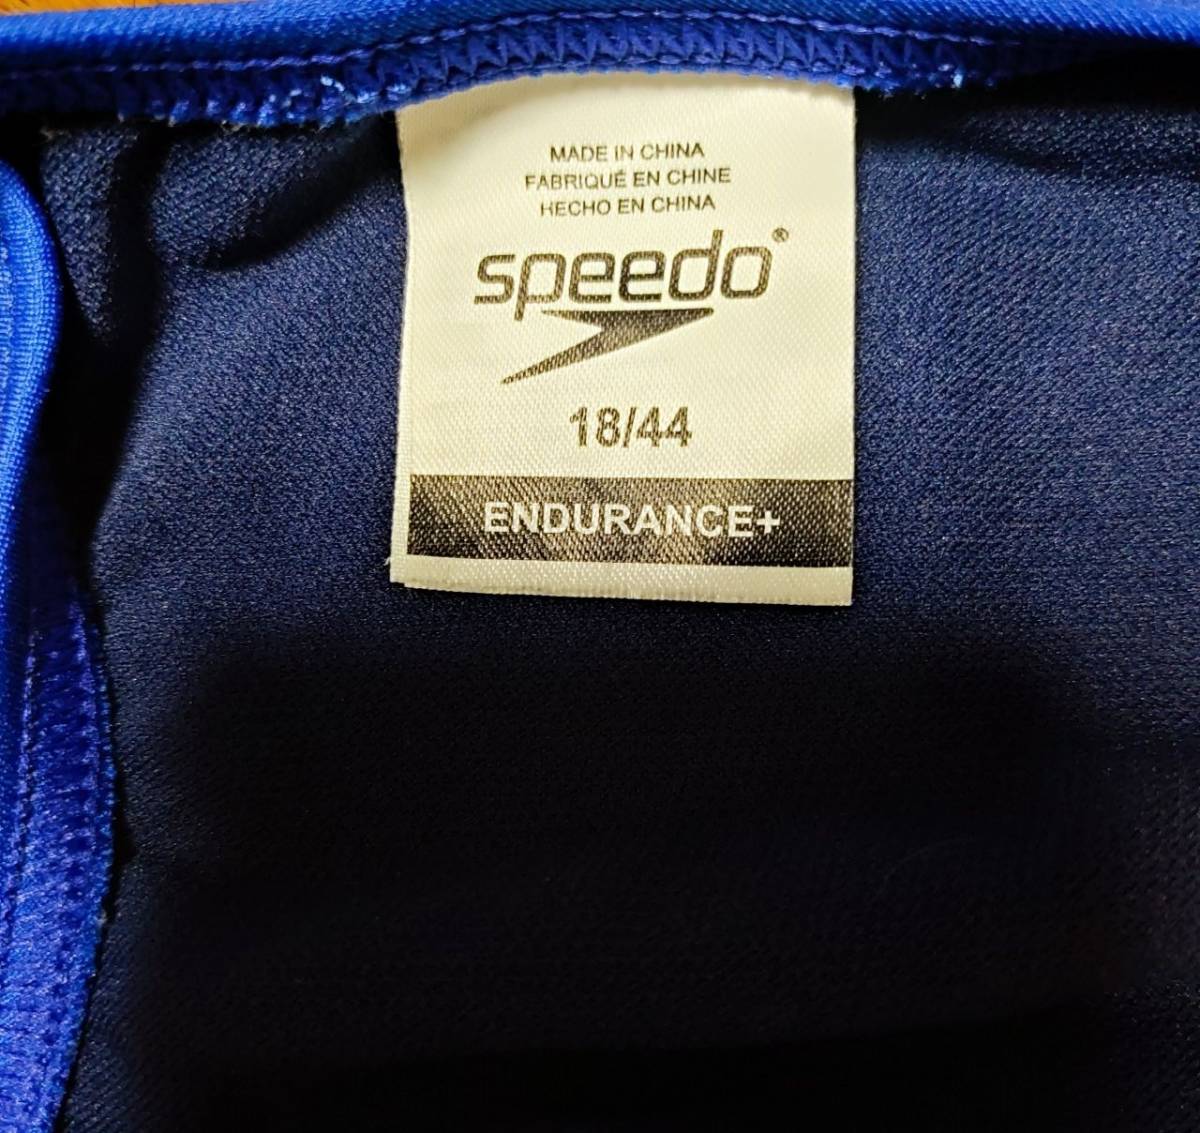 MADE IN CHINA
FABRIQUÉ EN CHINE
HECHO EN CHINA
speedo®
18/44
ENDURANCE+